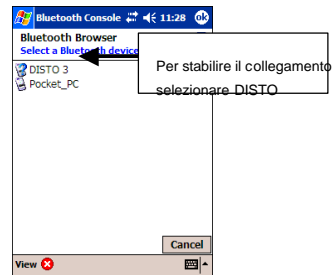 Bluetooth Console 11:28 ok
Bluetooth Browser
Select a Bluetooth device
DISTO 3
Pocket_PC
Per stabilire il collegamento
selezionare DISTO
Cancel
View